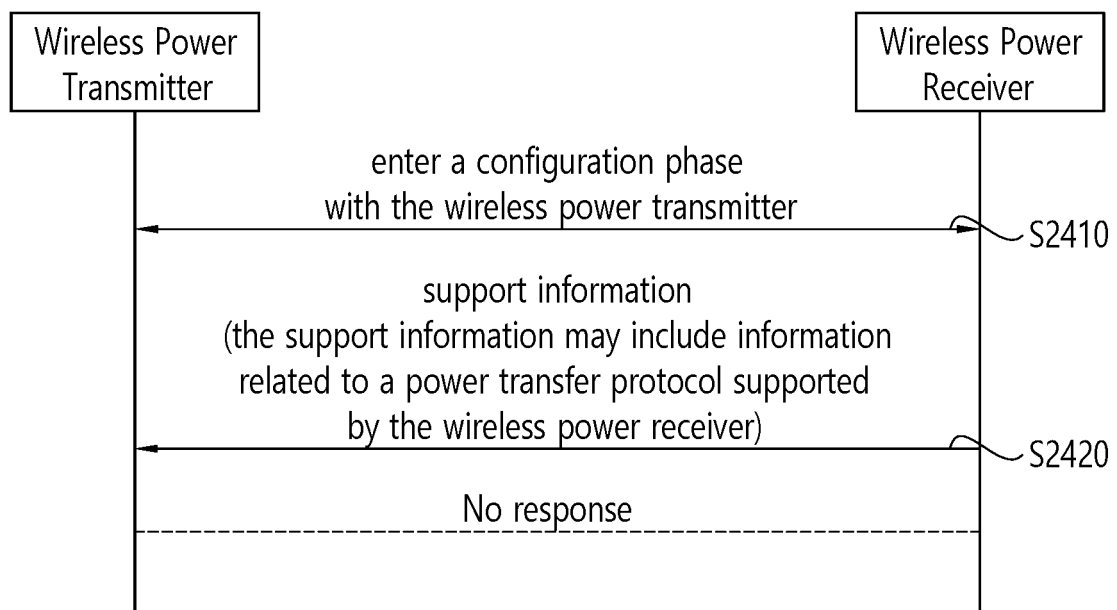 Wireless Power
Transmitter
Wireless Power
Receiver
enter a configuration phase
with the wireless power transmitter
S2410
support information
(the support information may include information
related to a power transfer protocol supported
by the wireless power receiver)
S2420
No response